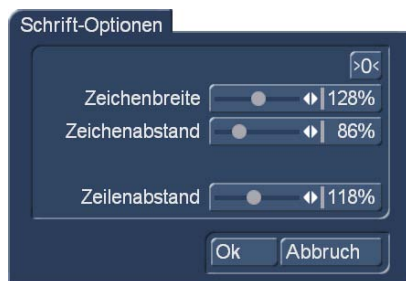 Schrift-Optionen
>0<
Zeichenbreite 128%
Zeichenabstand 86%
Zeilenabstand 118%
Ok Abbruch